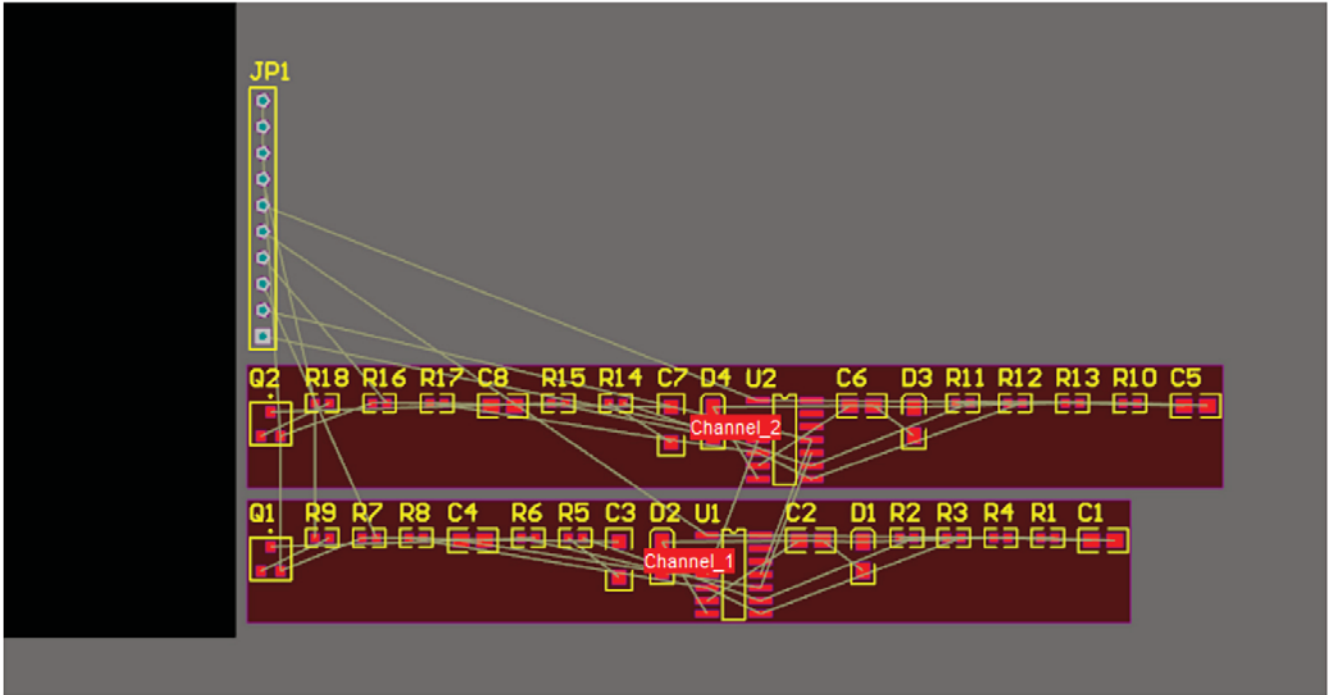 JP1
Q2 R18 R16 R17 C8 R15 R14 C7 D4 U2 C6 D3 R11 R12 R13 R10 C5
Channel_2
Q1 R9 R7 R8 C4 R6 R5 C3 D2 U1 C2 D1 R2 R3 R4 R1 C1
Channel_1